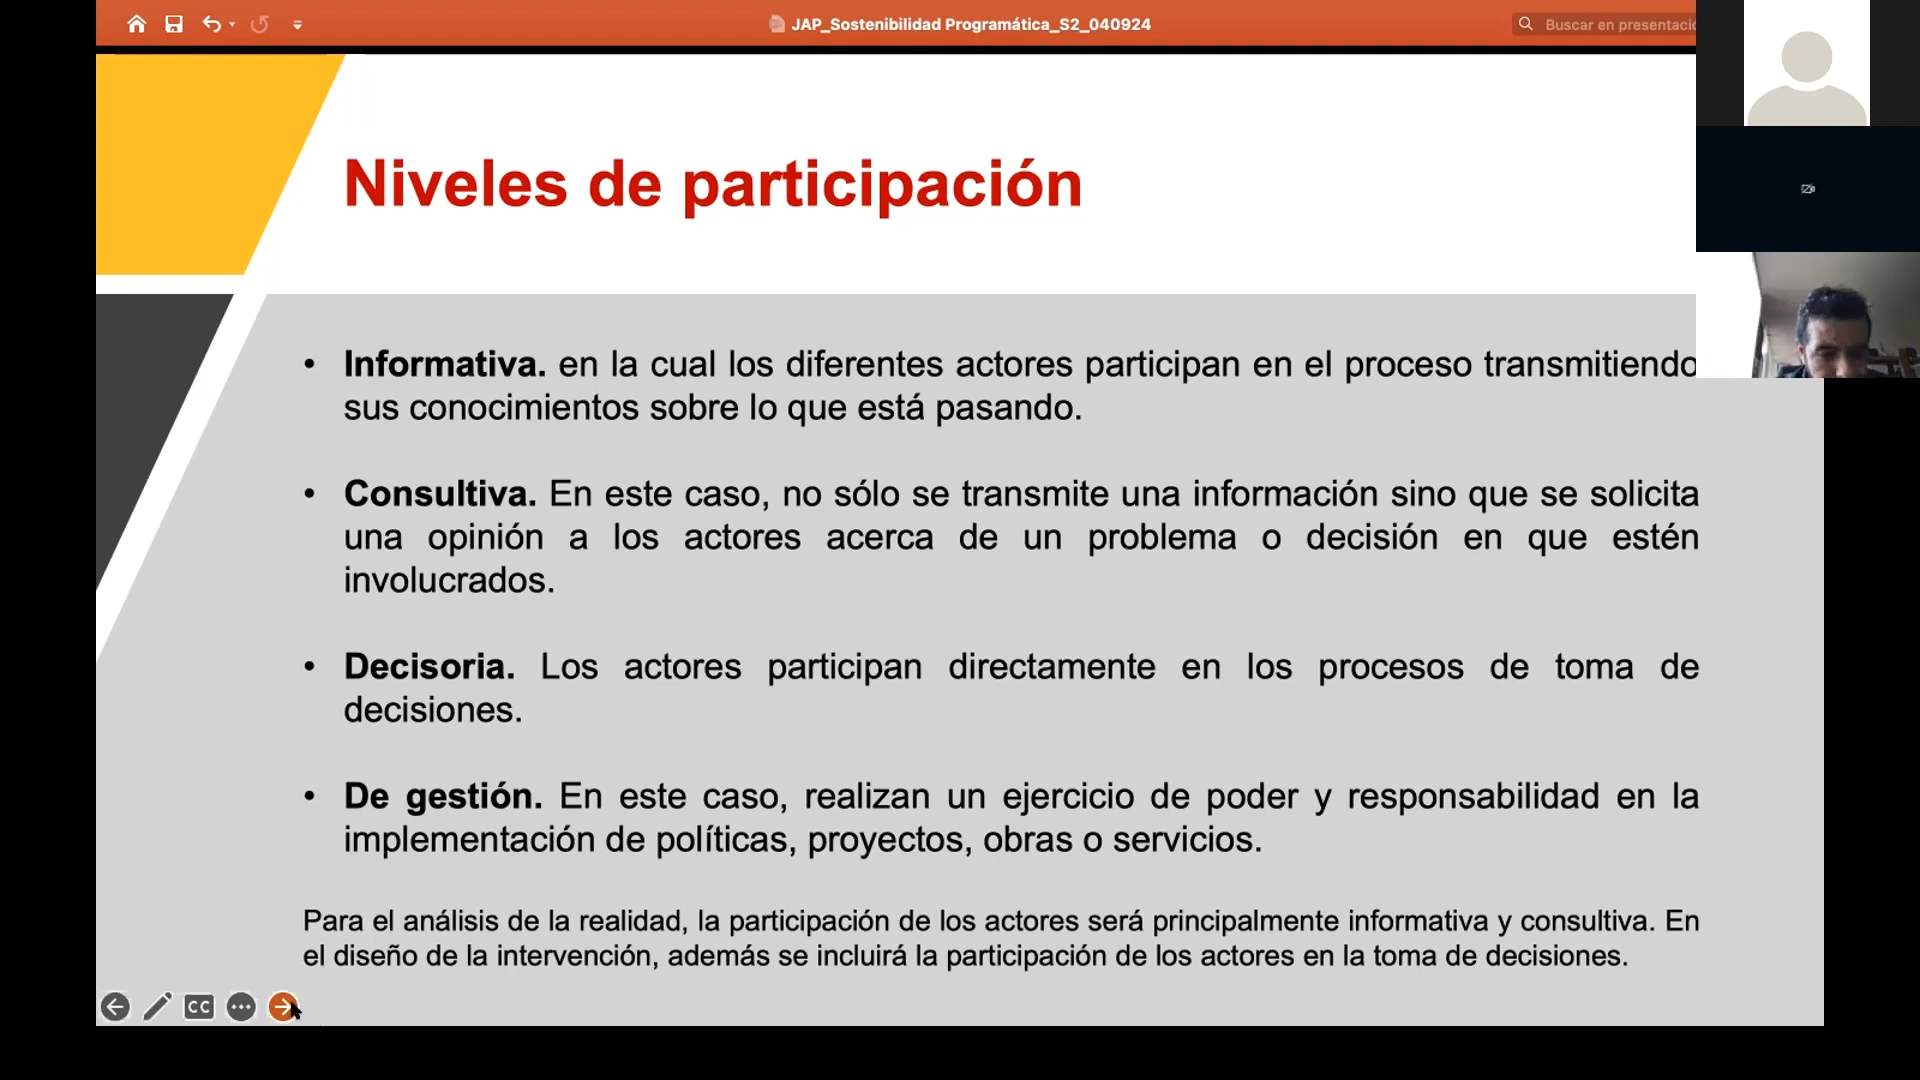 JAP_Sostenibilidad Programática_S2_040924
Buscar en presentació
Niveles de participación
• Informativa. en la cual los diferentes actores participan en el proceso transmitiendo
sus conocimientos sobre lo que está pasando.
• Consultiva. En este caso, no sólo se transmite una información sino que se solicita
una opinión a los actores acerca de un problema o decisión en que estén
involucrados.
• Decisoria. Los actores participan directamente en los procesos de toma de
decisiones.
• De gestión. En este caso, realizan un ejercicio de poder y responsabilidad en la
implementación de políticas, proyectos, obras o servicios.
Para el análisis de la realidad, la participación de los actores será principalmente informativa y consultiva. En
el diseño de la intervención, además se incluirá la participación de los actores en la toma de decisiones.
CC